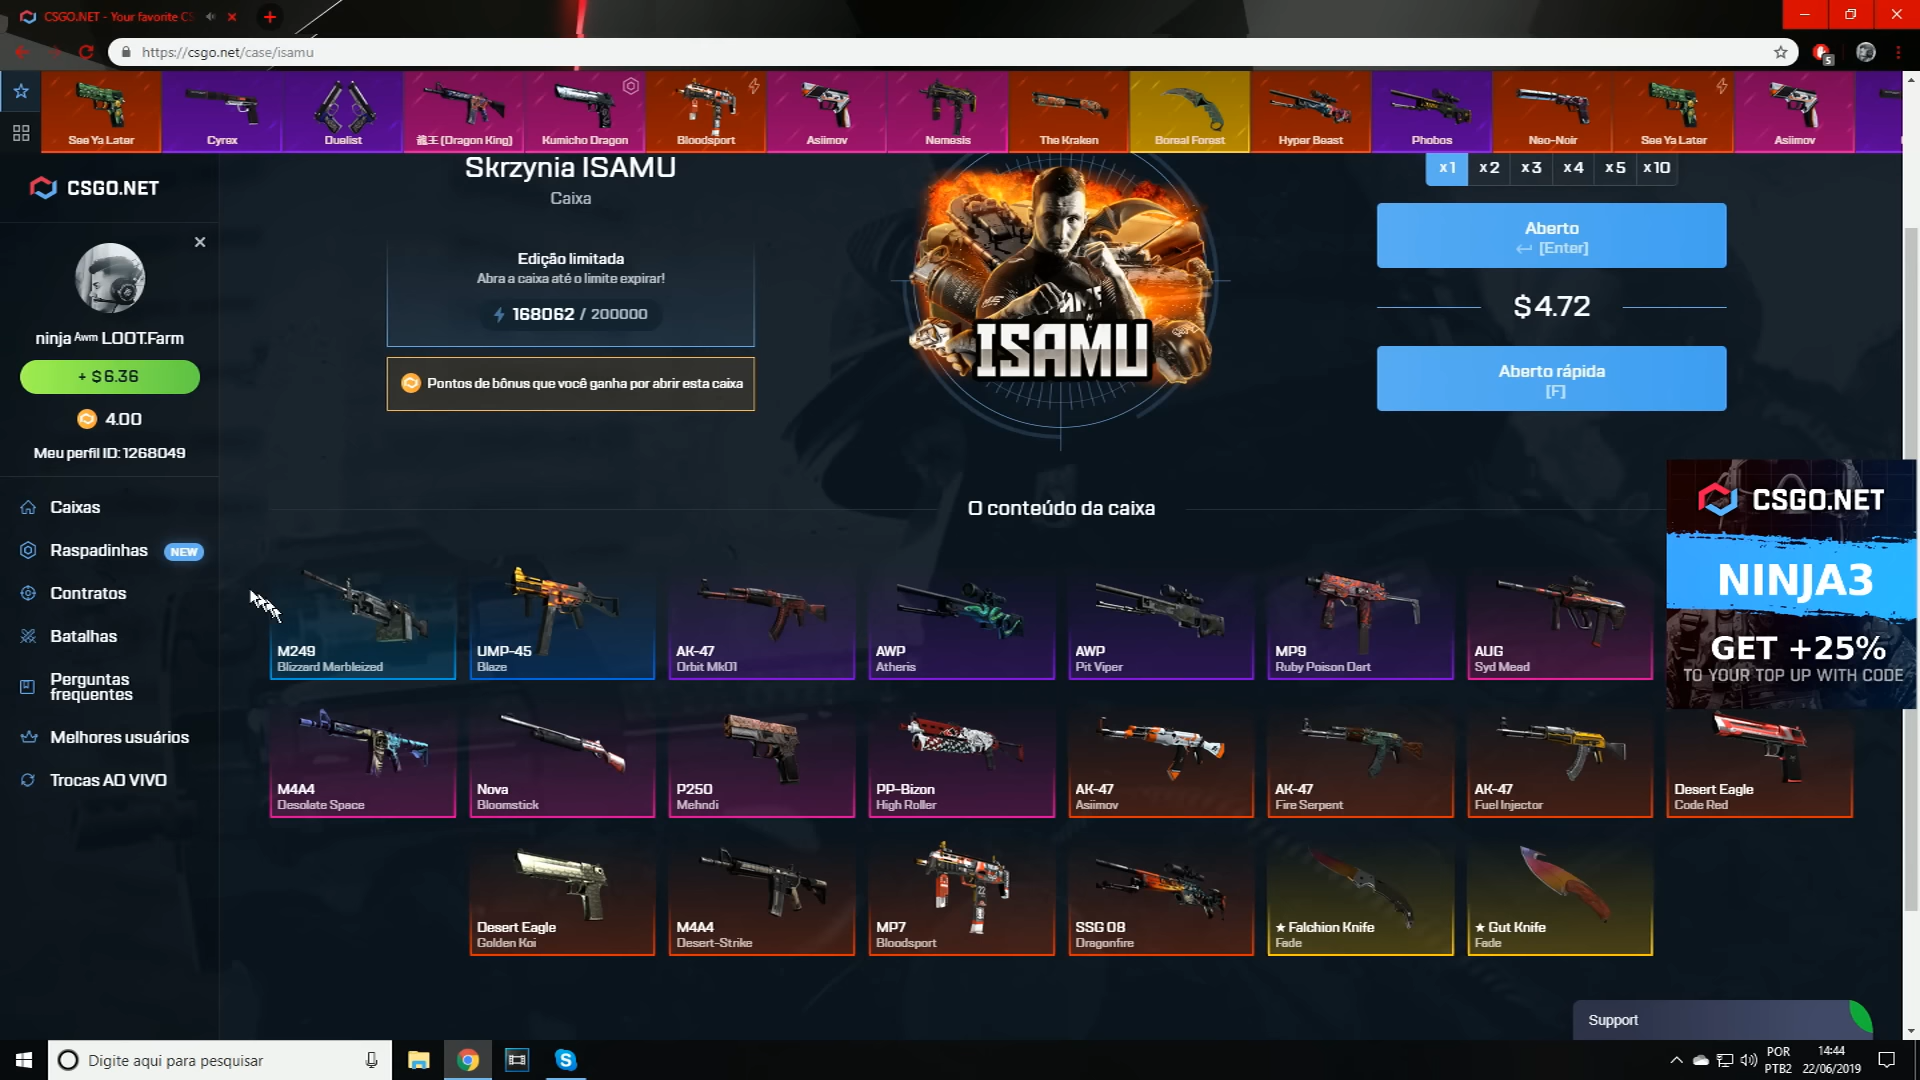 CSGO.NET - Your favorite CS
https://csgo.net/case/isamu
5
See Ya Later
Cyrex
Duelist
龍王 (Dragon King)
Kumicho Dragon
Bloodsport
Asiimov
Nemesis
The Kraken
Boreal Forest
Hyper Beast
Phobos
Neo-Noir
See Ya Later
Asiimov
CSGO.NET
ninja Awm LOOT.Farm
+ $6.36
4.00
Meu perfil ID: 1268049
Caixas
Raspadinhas NEW
Contratos
Batalhas
Perguntas
frequentes
Melhores usuários
Trocas AO VIVO
Skrzynia ISAMU
Caixa
Edição limitada
Abra a caixa até o limite expirar!
168062 / 200000
Pontos de bônus que você ganha por abrir esta caixa
ISAMU
x1 x2 x3 x4 x5 x10
Aberto
[Enter]
$4.72
Aberto rápida
[F]
O conteúdo da caixa
M249
Blizzard Marbleized
UMP-45
Blaze
AK-47
Orbit Mk01
AWP
Atheris
AWP
Pit Viper
MP9
Ruby Poison Dart
AUG
Syd Mead
M4A4
Desolate Space
Nova
Bloomstick
P250
Mehndi
PP-Bizon
High Roller
AK-47
Asiimov
AK-47
Fire Serpent
AK-47
Fuel Injector
Desert Eagle
Code Red
Desert Eagle
Golden Koi
M4A4
Desert-Strike
MP7
Bloodsport
SSG 08
Dragonfire
★ Falchion Knife
Fade
★ Gut Knife
Fade
CSGO.NET
NINJA3
GET +25%
TO YOUR TOP UP WITH CODE
Support
Digite aqui para pesquisar
POR
PTB2
14:44
22/06/2019